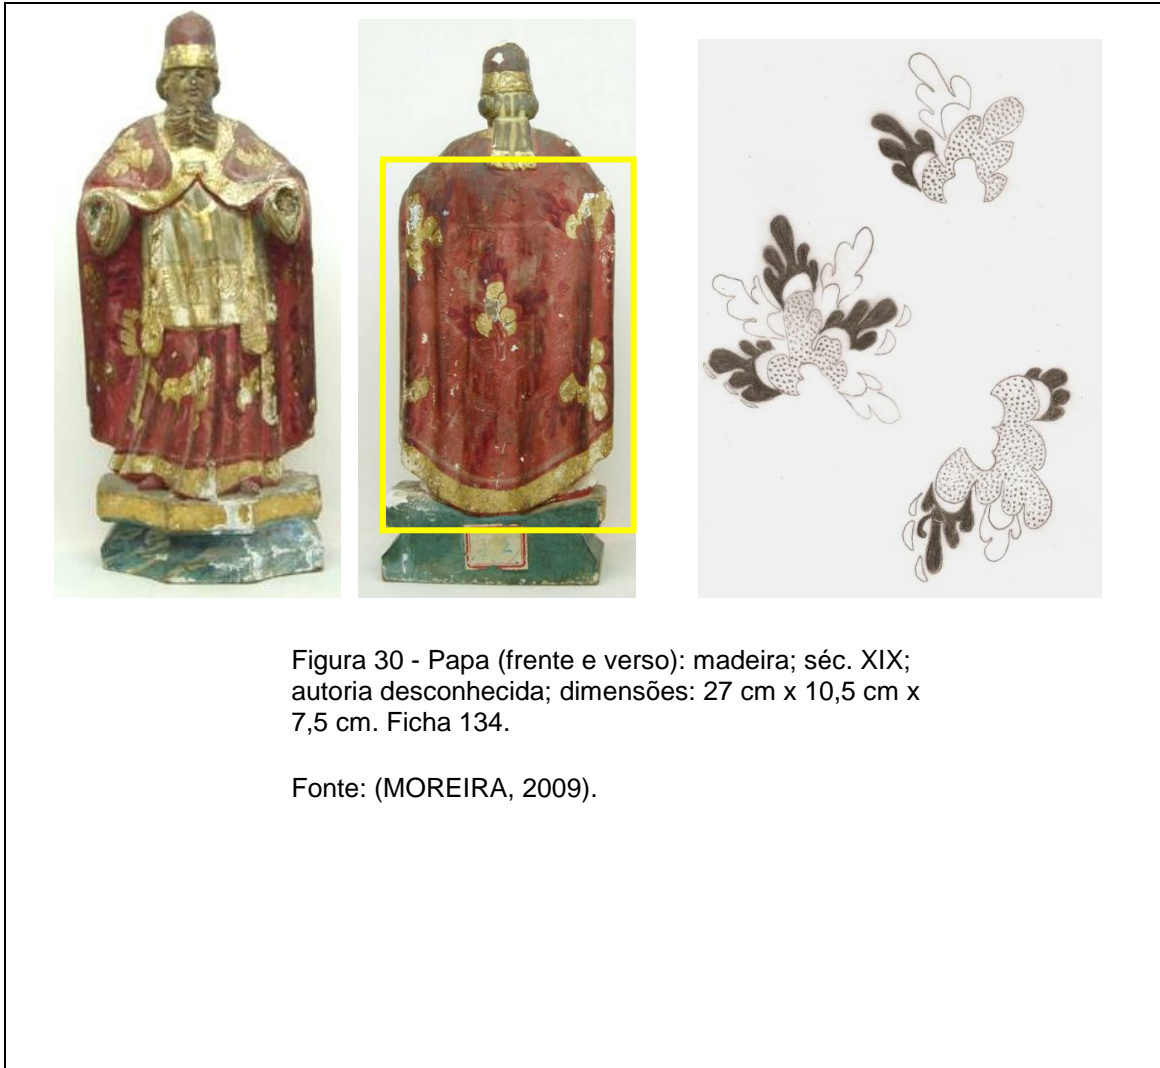 Figura 30 - Papa (frente e verso): madeira; séc. XIX;
autoria desconhecida; dimensões: 27 cm x 10,5 cm x
7,5 cm. Ficha 134.
Fonte: (MOREIRA, 2009).